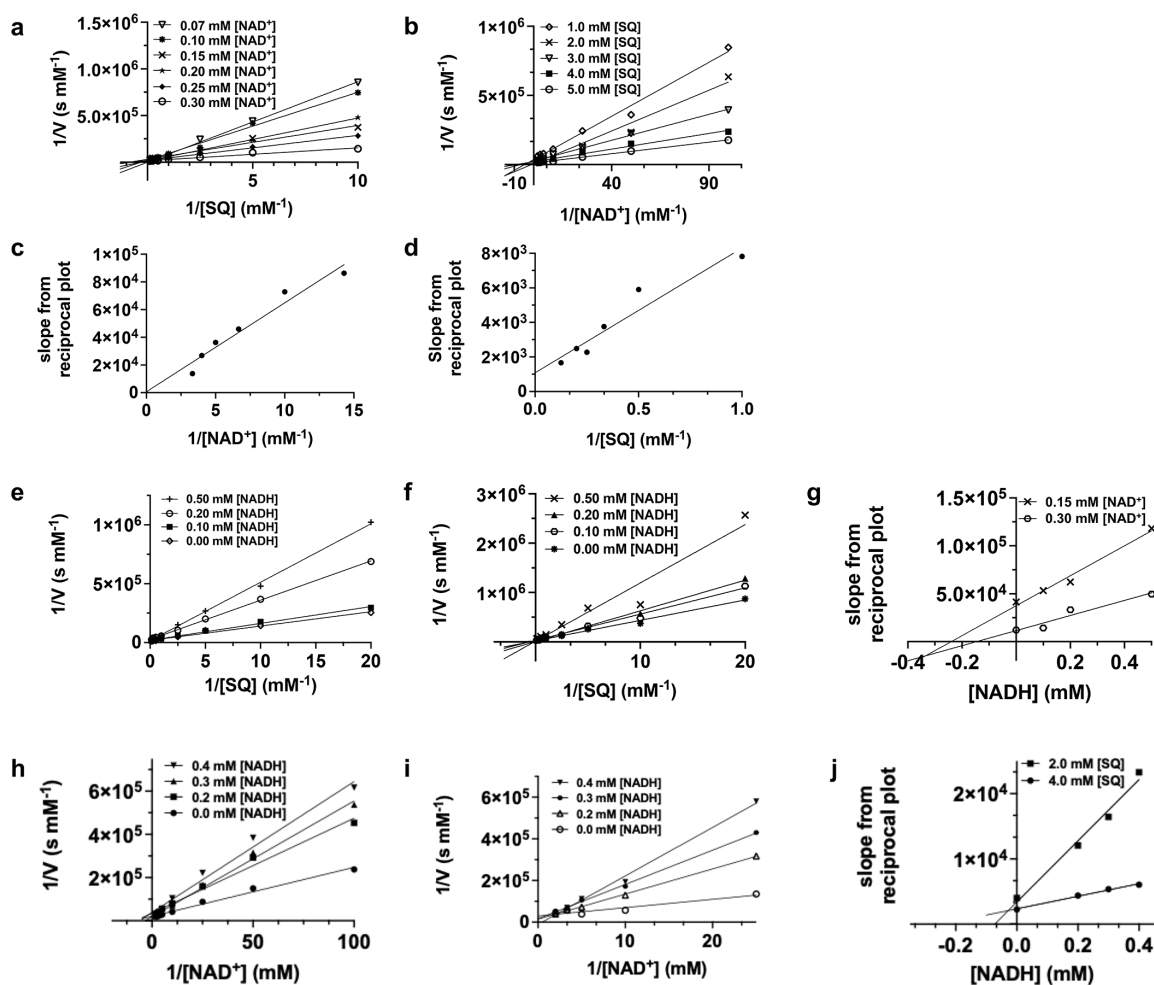 a
1/V (s mM⁻¹)
1.5×10⁶
1.0×10⁶
5.0×10⁵
0
0.07 mM [NAD⁺]
0.10 mM [NAD⁺]
0.15 mM [NAD⁺]
0.20 mM [NAD⁺]
0.25 mM [NAD⁺]
0.30 mM [NAD⁺]
0 5 10
1/[SQ] (mM⁻¹)
b
1/V (s mM⁻¹)
1×10⁶
5×10⁵
1.0 mM [SQ]
2.0 mM [SQ]
3.0 mM [SQ]
4.0 mM [SQ]
5.0 mM [SQ]
-10 40 90
1/[NAD⁺] (mM⁻¹)
c
slope from
reciprocal plot
1×10⁵
8×10⁴
6×10⁴
4×10⁴
2×10⁴
0
0 5 10 15
1/[NAD⁺] (mM⁻¹)
d
Slope from
reciprocal plot
8×10³
6×10³
4×10³
2×10³
0
0.0 0.5 1.0
1/[SQ] (mM⁻¹)
e
1/V (s mM⁻¹)
1×10⁶
5×10⁵
0
0.50 mM [NADH]
0.20 mM [NADH]
0.10 mM [NADH]
0.00 mM [NADH]
0 5 10 15 20
1/[SQ] (mM⁻¹)
f
1/V (s mM⁻¹)
3×10⁶
2×10⁶
1×10⁶
0
0.50 mM [NADH]
0.20 mM [NADH]
0.10 mM [NADH]
0.00 mM [NADH]
0 10 20
1/[SQ] (mM⁻¹)
g
slope from
reciprocal plot
1.5×10⁵
1.0×10⁵
5.0×10⁴
0.15 mM [NAD⁺]
0.30 mM [NAD⁺]
-0.4 -0.2 0.0 0.2 0.4
[NADH] (mM)
h
1/V (s mM⁻¹)
6×10⁵
4×10⁵
2×10⁵
0.4 mM [NADH]
0.3 mM [NADH]
0.2 mM [NADH]
0.0 mM [NADH]
0 50 100
1/[NAD⁺] (mM)
i
1/V (s mM⁻¹)
6×10⁵
4×10⁵
2×10⁵
0
0.4 mM [NADH]
0.3 mM [NADH]
0.2 mM [NADH]
0.0 mM [NADH]
0 10 20
1/[NAD⁺] (mM)
j
slope from
reciprocal plot
2×10⁴
1×10⁴
2.0 mM [SQ]
4.0 mM [SQ]
-0.2 0.0 0.2 0.4
[NADH] (mM)